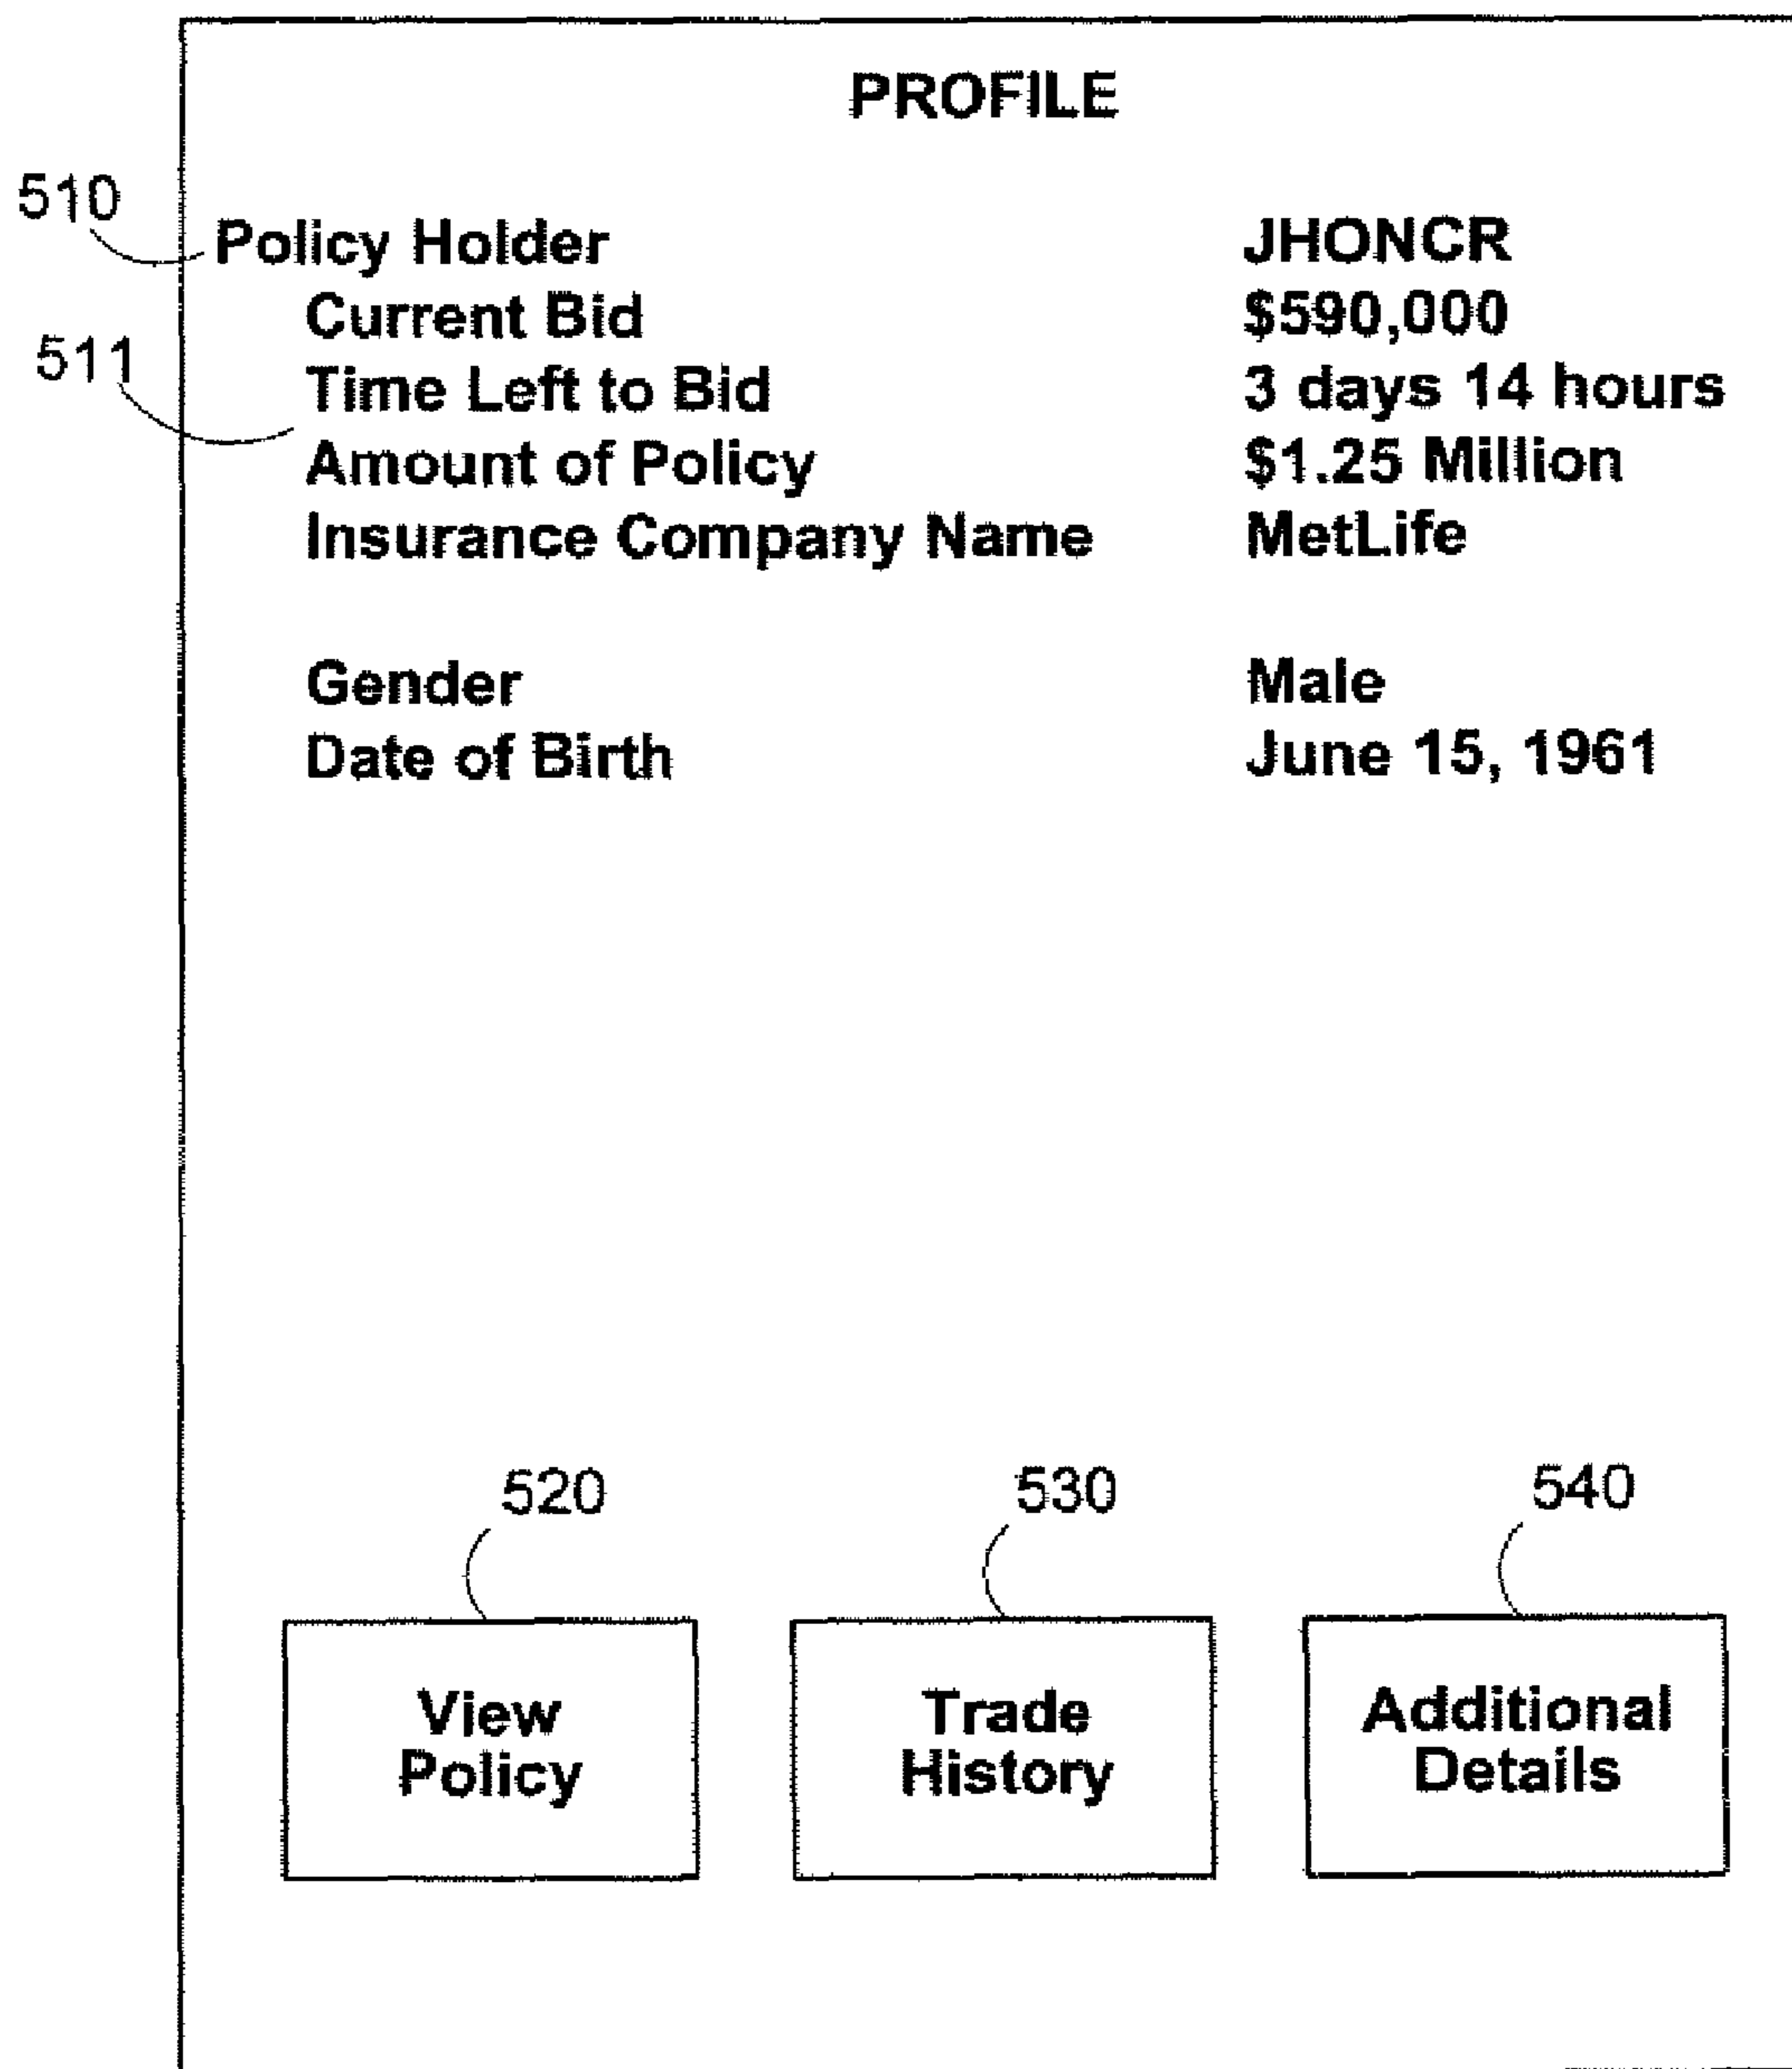 PROFILE
510
Policy Holder JHONCR
Current Bid $590,000
511
Time Left to Bid 3 days 14 hours
Amount of Policy $1.25 Million
Insurance Company Name MetLife
Gender Male
Date of Birth June 15, 1961
520 530 540
View Trade Additional
Policy History Details